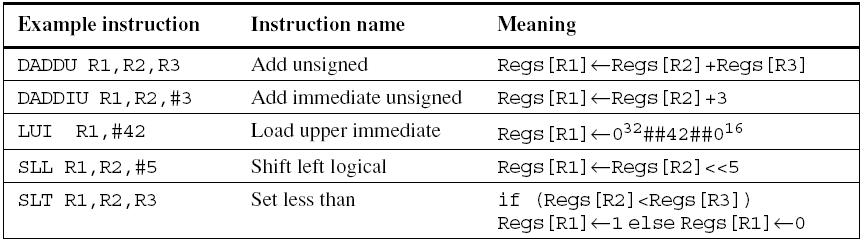 Example instruction Instruction name Meaning
DADDU R1,R2,R3 Add unsigned Regs[R1]←Regs[R2]+Regs[R3]
DADDIU R1,R2,#3 Add immediate unsigned Regs[R1]←Regs[R2]+3
LUI R1,#42 Load upper immediate Regs[R1]←0³²##42##0¹⁶
SLL R1,R2,#5 Shift left logical Regs[R1]←Regs[R2]<<5
SLT R1,R2,R3 Set less than if (Regs[R2]<Regs[R3])
Regs[R1]←1 else Regs[R1]←0